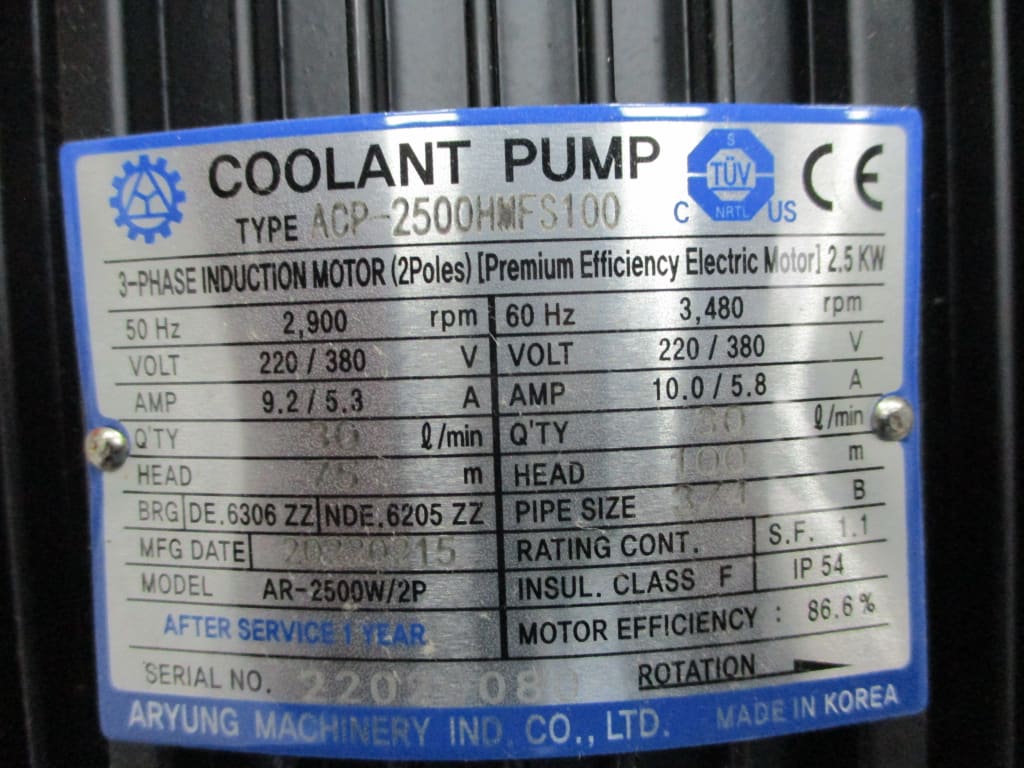 COOLANT PUMP
S
TÜV
NRTL
C US
CE
TYPE ACP-2500HMFS100
3-PHASE INDUCTION MOTOR (2Poles) [Premium Efficiency Electric Motor] 2.5 KW
50 Hz 2,900 rpm 60 Hz 3,480 rpm
VOLT 220 / 380 V VOLT 220 / 380 V
AMP 9.2 / 5.3 A AMP 10.0 / 5.8 A
Q'TY 30 ℓ/min Q'TY 30 ℓ/min
HEAD 75 m HEAD 100 m
BRG DE.6306 ZZ NDE.6205 ZZ PIPE SIZE B
MFG DATE 20220215 RATING CONT. S.F. 1.1
MODEL AR-2500W/2P INSUL. CLASS F IP 54
AFTER SERVICE 1 YEAR MOTOR EFFICIENCY : 86.6%
SERIAL NO. ROTATION
ARYUNG MACHINERY IND. CO., LTD. MADE IN KOREA